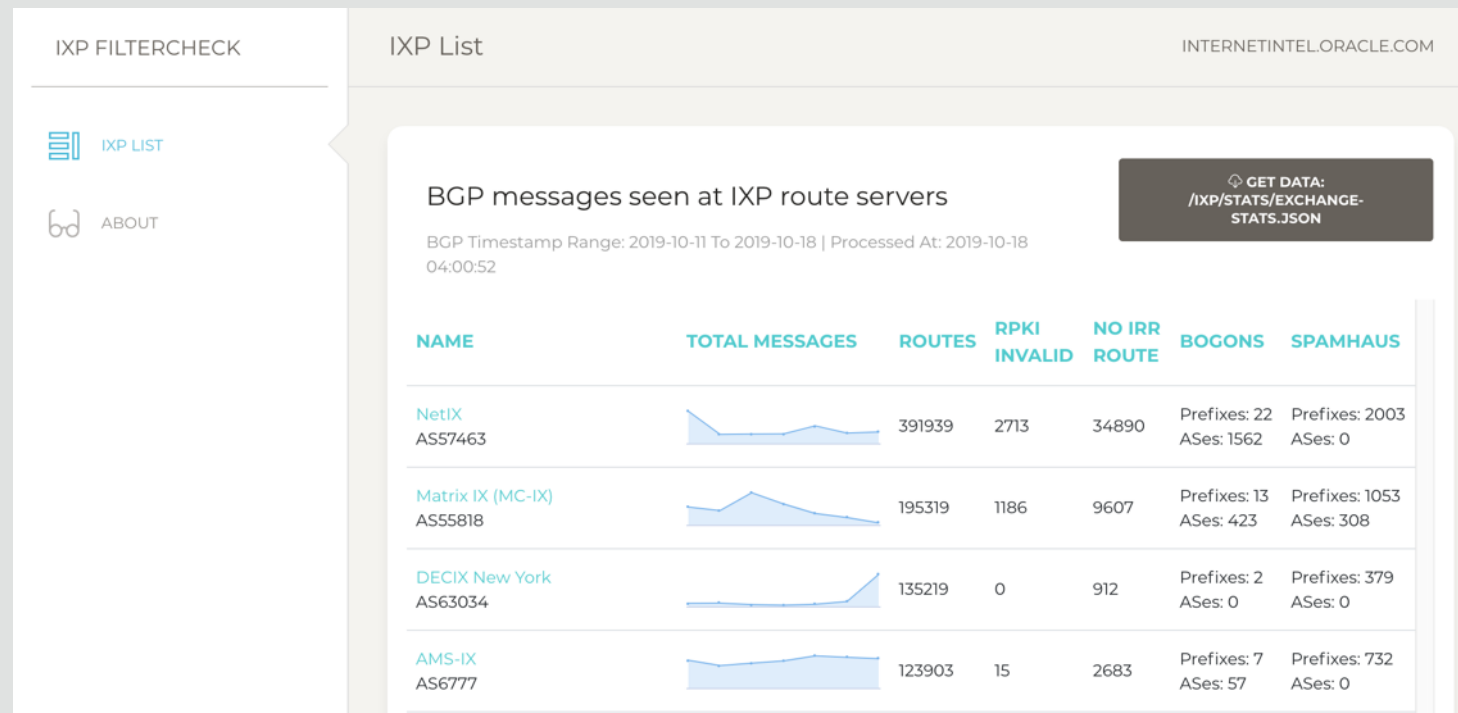 IXP FILTERCHECK
IXP LIST
ABOUT
IXP List
INTERNETINTEL.ORACLE.COM
BGP messages seen at IXP route servers
BGP Timestamp Range: 2019-10-11 To 2019-10-18 | Processed At: 2019-10-18
04:00:52
GET DATA:
/IXP/STATS/EXCHANGE-
STATS.JSON
NAME TOTAL MESSAGES ROUTES RPKI INVALID NO IRR ROUTE BOGONS SPAMHAUS
NetIX 391939 2713 34890 Prefixes: 22 Prefixes: 2003
AS57463 ASes: 1562 ASes: 0
Matrix IX (MC-IX) 195319 1186 9607 Prefixes: 13 Prefixes: 1053
AS55818 ASes: 423 ASes: 308
DECIX New York 135219 0 912 Prefixes: 2 Prefixes: 379
AS63034 ASes: 0 ASes: 0
AMS-IX 123903 15 2683 Prefixes: 7 Prefixes: 732
AS6777 ASes: 57 ASes: 0